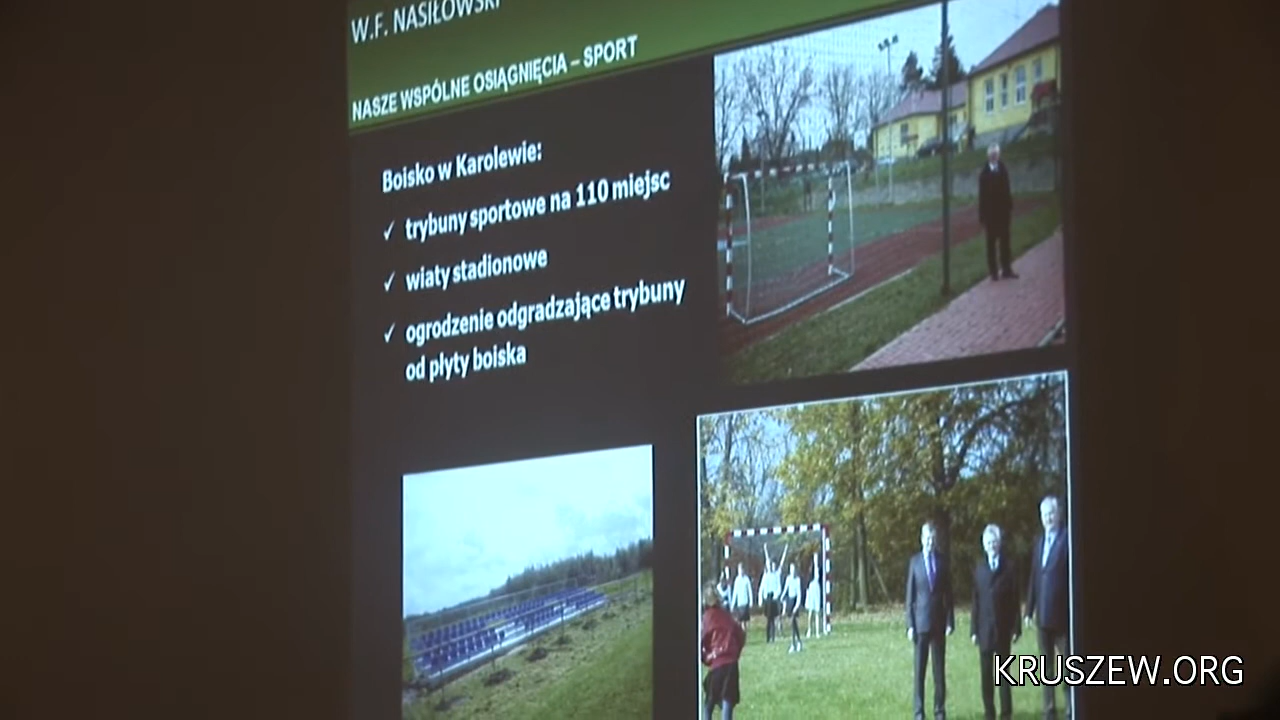 W.F. NASIŁOWSKI
NASZE WSPÓLNE OSIĄGNIĘCIA – SPORT
Boisko w Karolewie:
✓ trybuny sportowe na 110 miejsc
✓ wiaty stadionowe
✓ ogrodzenie odgradzające trybuny
od płyty boiska
KRUSZEW.ORG